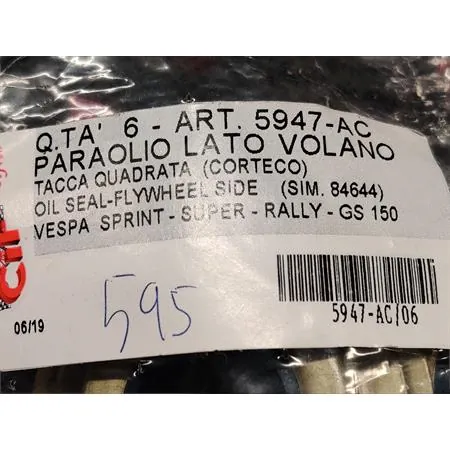 Q.TA' 6 - ART. 5947-AC
PARAOLIO LATO VOLANO
TACCA QUADRATA (CORTECO)
OIL SEAL-FLYWHEEL SIDE (SIM. 84644)
VESPA SPRINT - SUPER - RALLY - GS 150
CIF
06/19
595
5947-AC/06